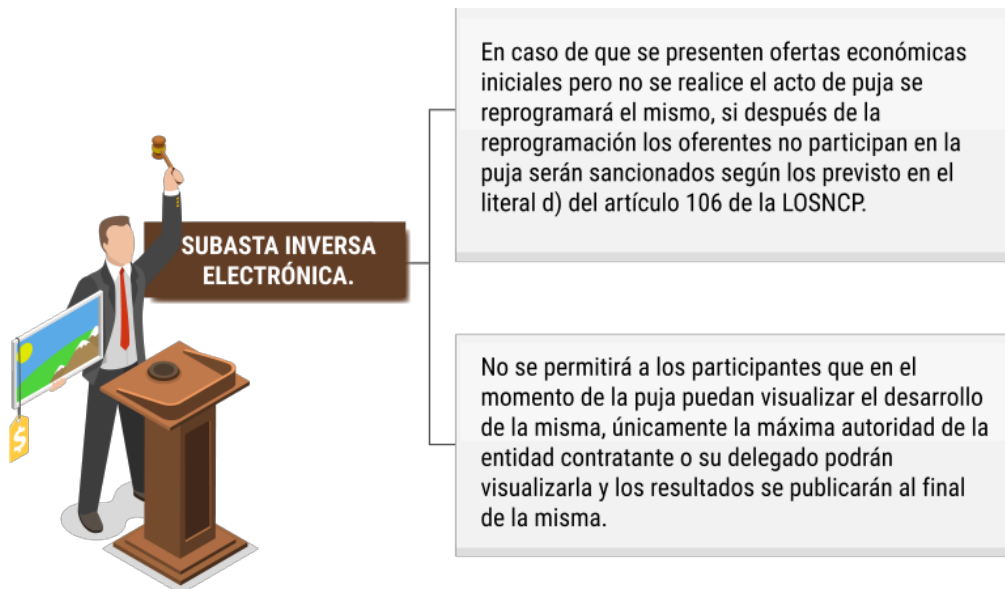 SUBASTA INVERSA
ELECTRÓNICA.
En caso de que se presenten ofertas económicas
iniciales pero no se realice el acto de puja se
reprogramará el mismo, si después de la
reprogramación los oferentes no participan en la
puja serán sancionados según los previsto en el
literal d) del artículo 106 de la LOSNCP.
No se permitirá a los participantes que en el
momento de la puja puedan visualizar el desarrollo
de la misma, únicamente la máxima autoridad de la
entidad contratante o su delegado podrán
visualizarla y los resultados se publicarán al final
de la misma.
$